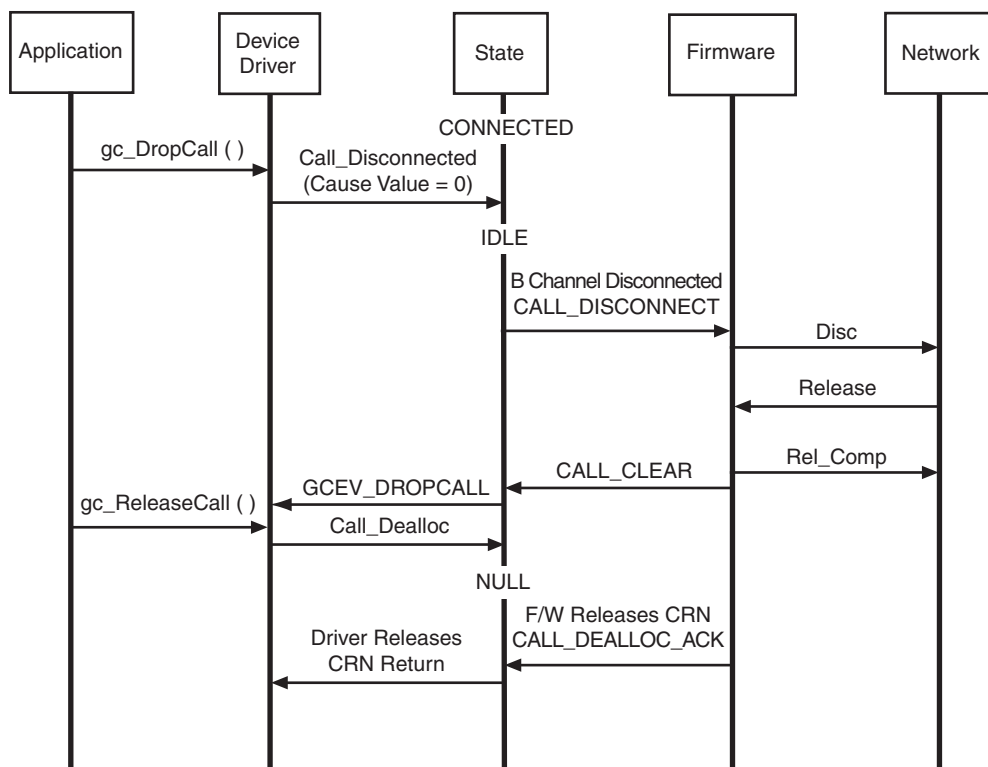 Application
Device
Driver
State
Firmware
Network
CONNECTED
gc_DropCall ( )
Call_Disconnected
(Cause Value = 0)
IDLE
B Channel Disconnected
CALL_DISCONNECT
Disc
Release
Rel_Comp
CALL_CLEAR
GCEV_DROPCALL
gc_ReleaseCall ( )
Call_Dealloc
NULL
F/W Releases CRN
CALL_DEALLOC_ACK
Driver Releases
CRN Return